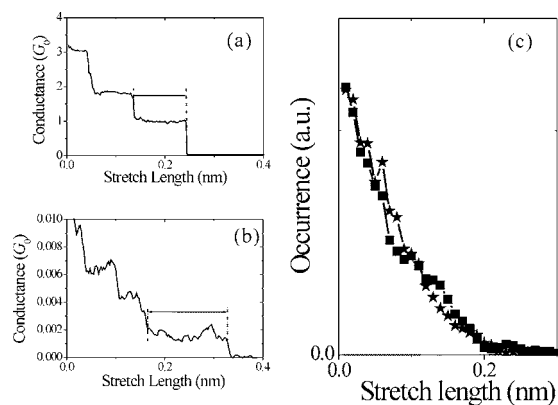 (a)
Conductance (G₀)
4
3
2
1
0
0.0
0.2
0.4
Stretch Length (nm)
(b)
Conductance (G₀)
0.010
0.008
0.006
0.004
0.002
0.000
0.0
0.2
0.4
Stretch Length (nm)
(c)
Occurrence (a.u.)
0.0
0.0
0.2
Stretch length (nm)